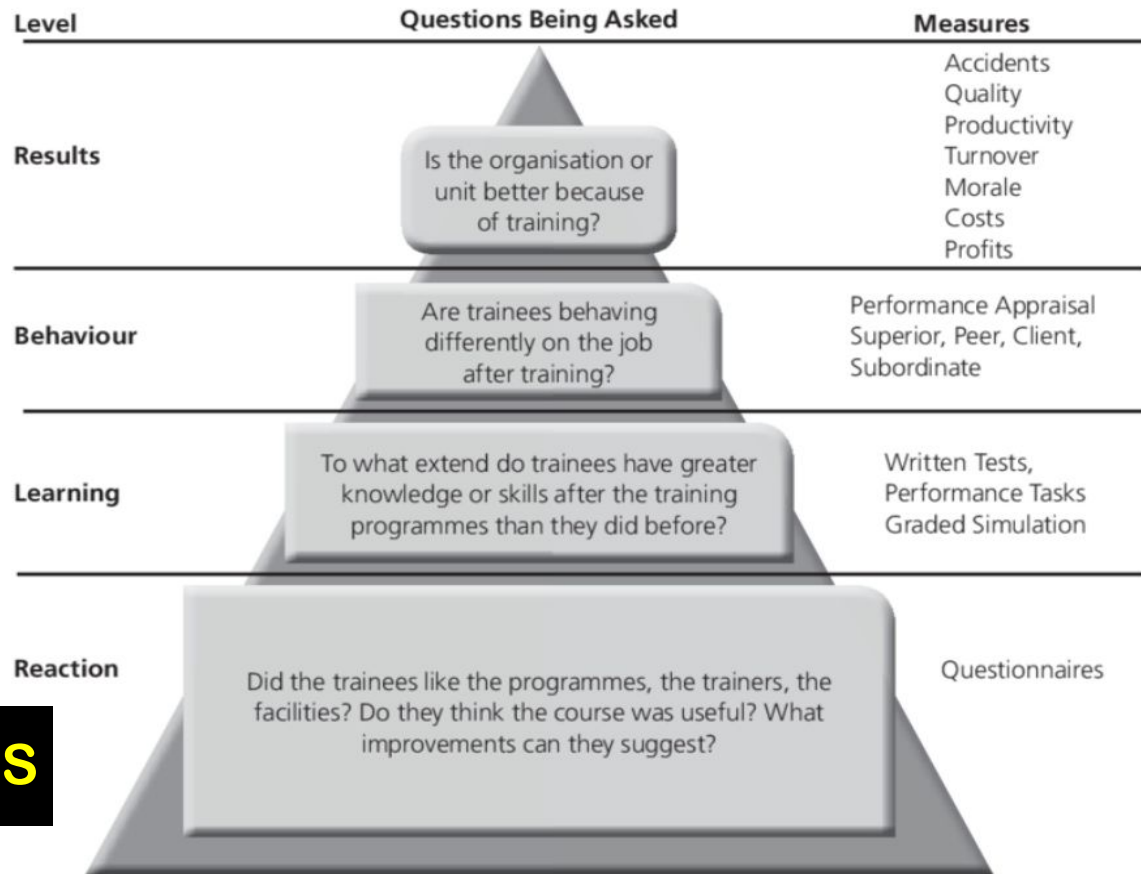 Level Questions Being Asked Measures
Results
Is the organisation or
unit better because
of training?
Accidents
Quality
Productivity
Turnover
Morale
Costs
Profits
Behaviour
Are trainees behaving
differently on the job
after training?
Performance Appraisal
Superior, Peer, Client,
Subordinate
Learning
To what extend do trainees have greater
knowledge or skills after the training
programmes than they did before?
Written Tests,
Performance Tasks
Graded Simulation
Reaction
Did the trainees like the programmes, the trainers, the
facilities? Do they think the course was useful? What
improvements can they suggest?
Questionnaires
S